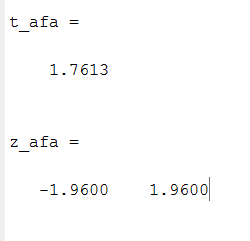 t_afa =
1.7613
z_afa =
-1.9600 1.9600